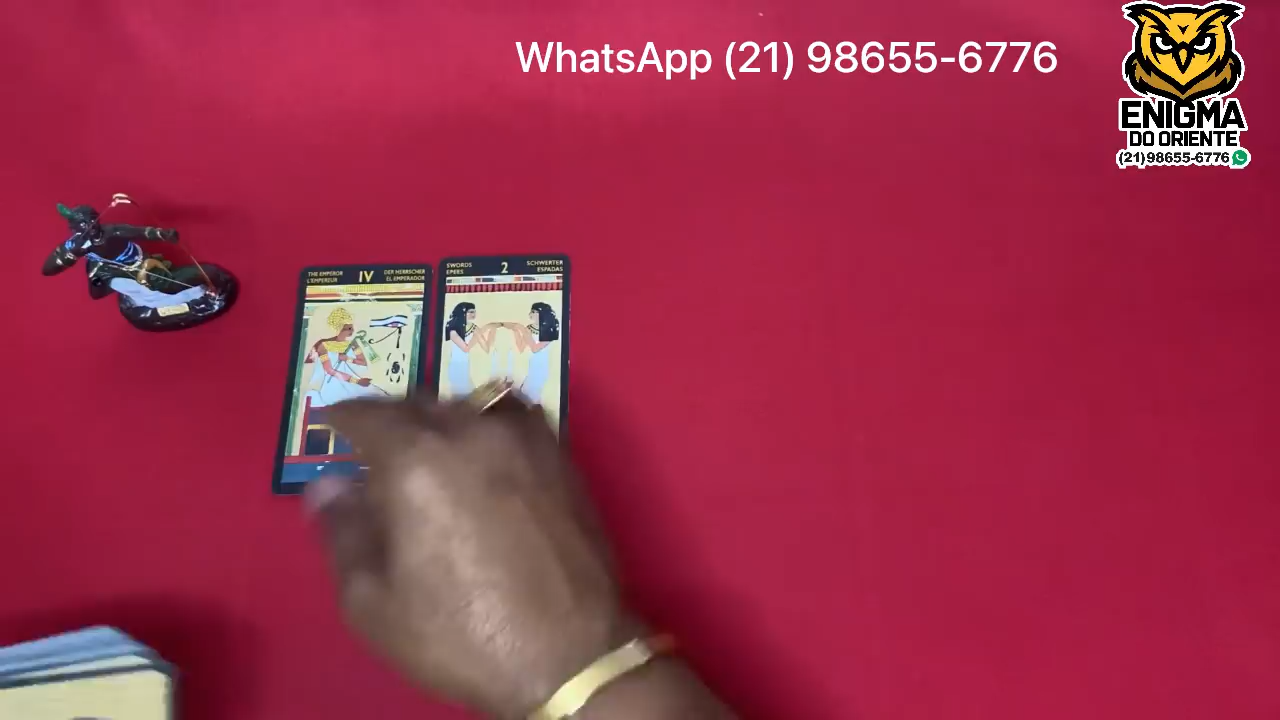 WhatsApp (21) 98655-6776
ENIGMA
DO ORIENTE
(21)98655-6776
THE EMPEROR
L'EMPEREUR
IV
DER HERRSCHER
EL EMPERADOR
SWORDS
EPEES
2
SCHWERTER
ESPADAS